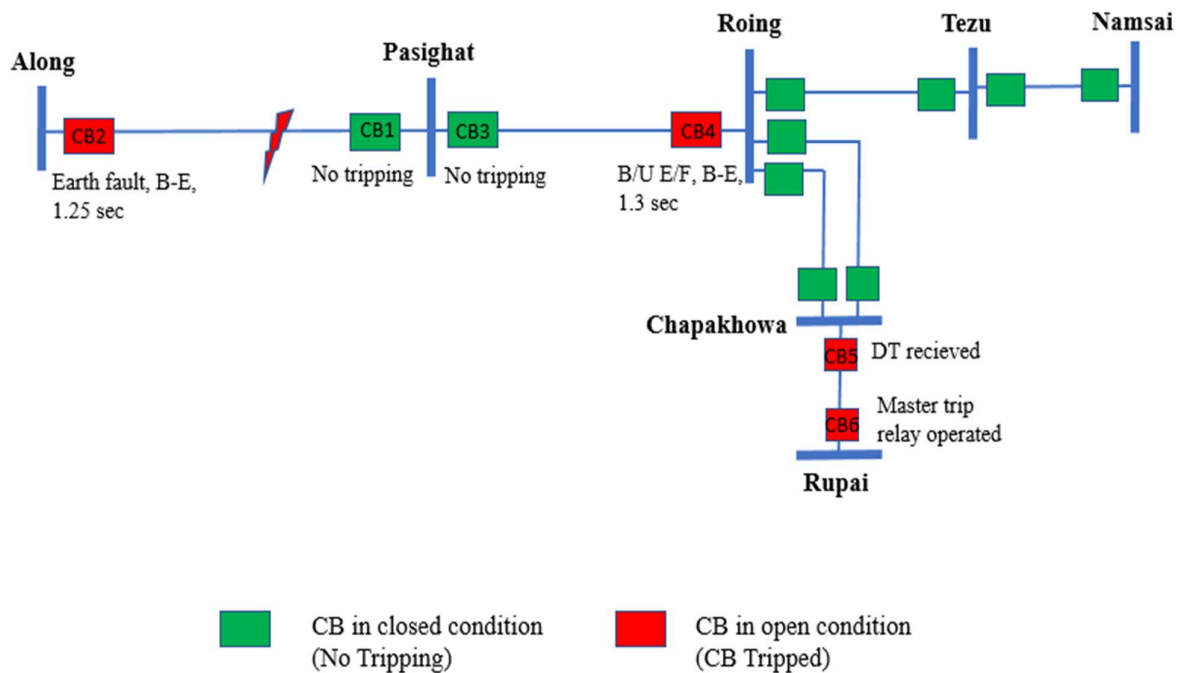 Roing
Tezu
Namsai
Pasighat
Along
CB2
CB1
CB3
CB4
Earth fault, B-E,
1.25 sec
No tripping
No tripping
B/U E/F, B-E,
1.3 sec
Chapakhowa
CB5
DT recieved
CB6
Master trip
relay operated
Rupai
CB in closed condition
(No Tripping)
CB in open condition
(CB Tripped)